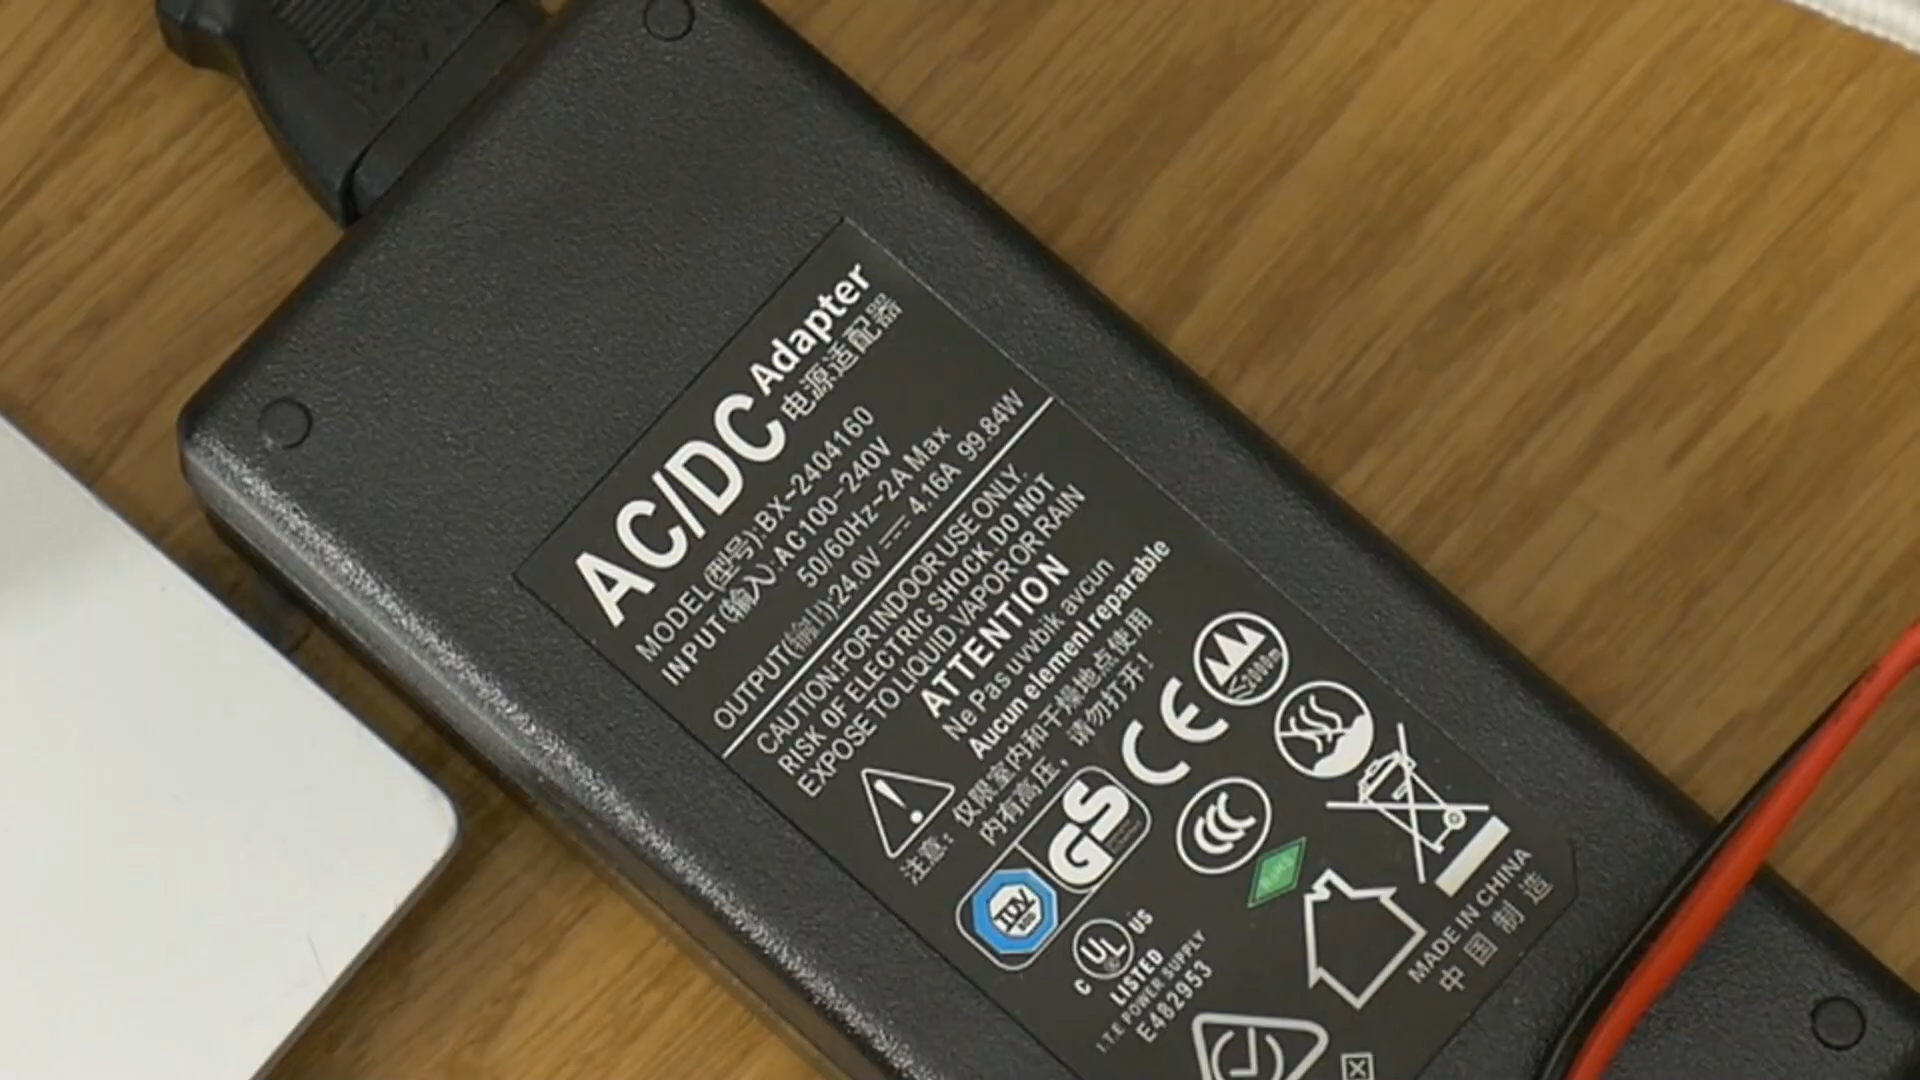 AC/DC Adapter
电源适配器
MODEL(型号):BX-2404160
INPUT(输入):AC100-240V
50/60Hz-2A Max
OUTPUT(输出):24.0V 4.16A 99.84W
CAUTION:FOR INDOOR USE ONLY.
RISK OF ELECTRIC SHOCK. DO NOT
EXPOSE TO LIQUID. VAPOR OR RAIN
ATTENTION
Ne Pas uvvbik avcun
Aucun elemenl reparable
注意：仅限室内和干燥地点使用
内有高压，请勿打开！
≤2000m
CE
TÜV
GS
CCC
RoHS
C UL US
LISTED
I.T.E POWER SUPPLY
E482953
MADE IN CHINA
中国制造